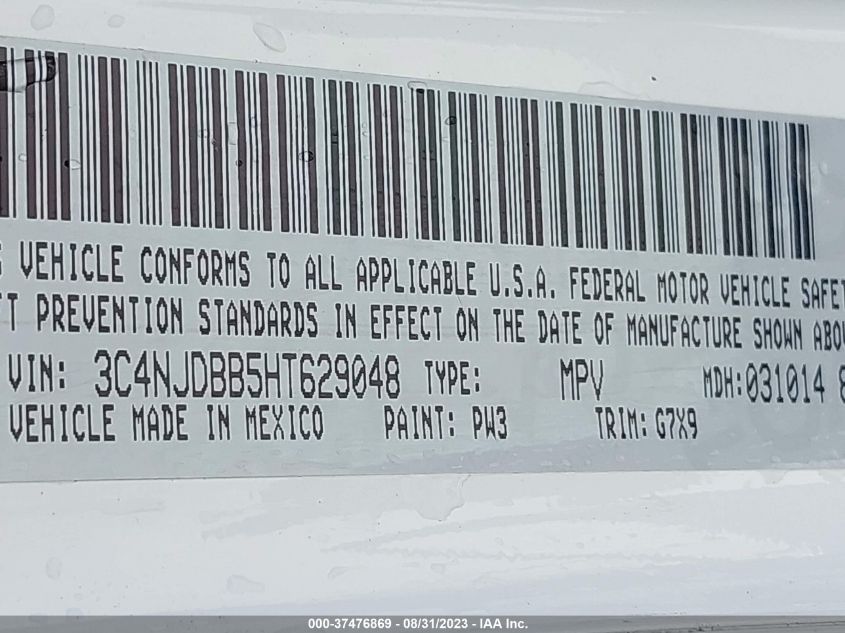 VEHICLE CONFORMS TO ALL APPLICABLE U.S.A. FEDERAL MOTOR VEHICLE
PREVENTION STANDARDS IN EFFECT ON THE DATE OF MANUFACTURE SHOWN
VIN: 3C4NJDBB5HT629048 TYPE: MPV MDH:031014
VEHICLE MADE IN MEXICO PAINT: PW3 TRIM: G7X9
000-37476869 - 08/31/2023 - IAA Inc.